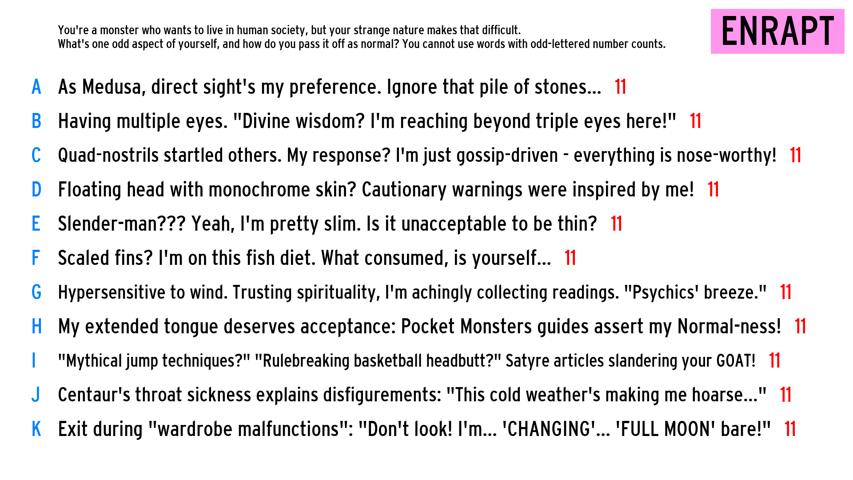 You're a monster who wants to live in human society, but your strange nature makes that difficult.
What's one odd aspect of yourself, and how do you pass it off as normal? You cannot use words with odd-lettered number counts.
ENRAPT
A As Medusa, direct sight's my preference. Ignore that pile of stones... 11
B Having multiple eyes. "Divine wisdom? I'm reaching beyond triple eyes here!" 11
C Quad-nostrils startled others. My response? I'm just gossip-driven - everything is nose-worthy! 11
D Floating head with monochrome skin? Cautionary warnings were inspired by me! 11
E Slender-man??? Yeah, I'm pretty slim. Is it unacceptable to be thin? 11
F Scaled fins? I'm on this fish diet. What consumed, is yourself... 11
G Hypersensitive to wind. Trusting spirituality, I'm achingly collecting readings. "Psychics' breeze." 11
H My extended tongue deserves acceptance: Pocket Monsters guides assert my Normal-ness! 11
I "Mythical jump techniques?" "Rulebreaking basketball headbutt?" Satyre articles slandering your GOAT! 11
J Centaur's throat sickness explains disfigurements: "This cold weather's making me hoarse..." 11
K Exit during "wardrobe malfunctions": "Don't look! I'm... 'CHANGING'... 'FULL MOON' bare!" 11